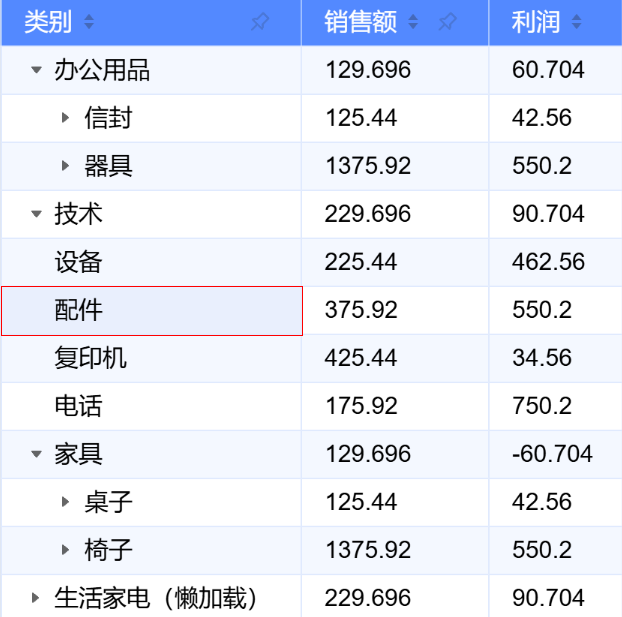 类别 销售额 利润
办公用品 129.696 60.704
信封 125.44 42.56
器具 1375.92 550.2
技术 229.696 90.704
设备 225.44 462.56
配件 375.92 550.2
复印机 425.44 34.56
电话 175.92 750.2
家具 129.696 -60.704
桌子 125.44 42.56
椅子 1375.92 550.2
生活家电（懒加载） 229.696 90.704